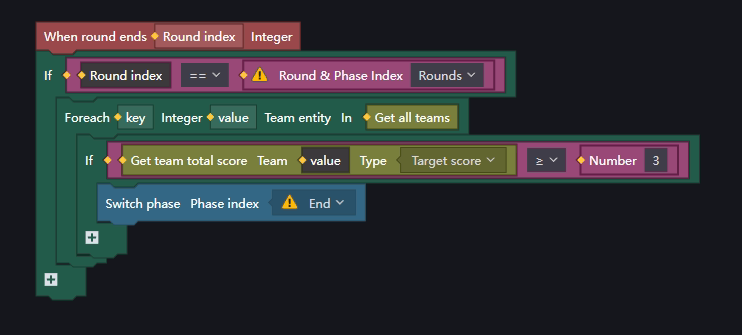 When round ends Round index Integer
If Round index == Round & Phase Index Rounds
Foreach key Integer value Team entity In Get all teams
If Get team total score Team value Type Target score ≥ Number 3
Switch phase Phase index End